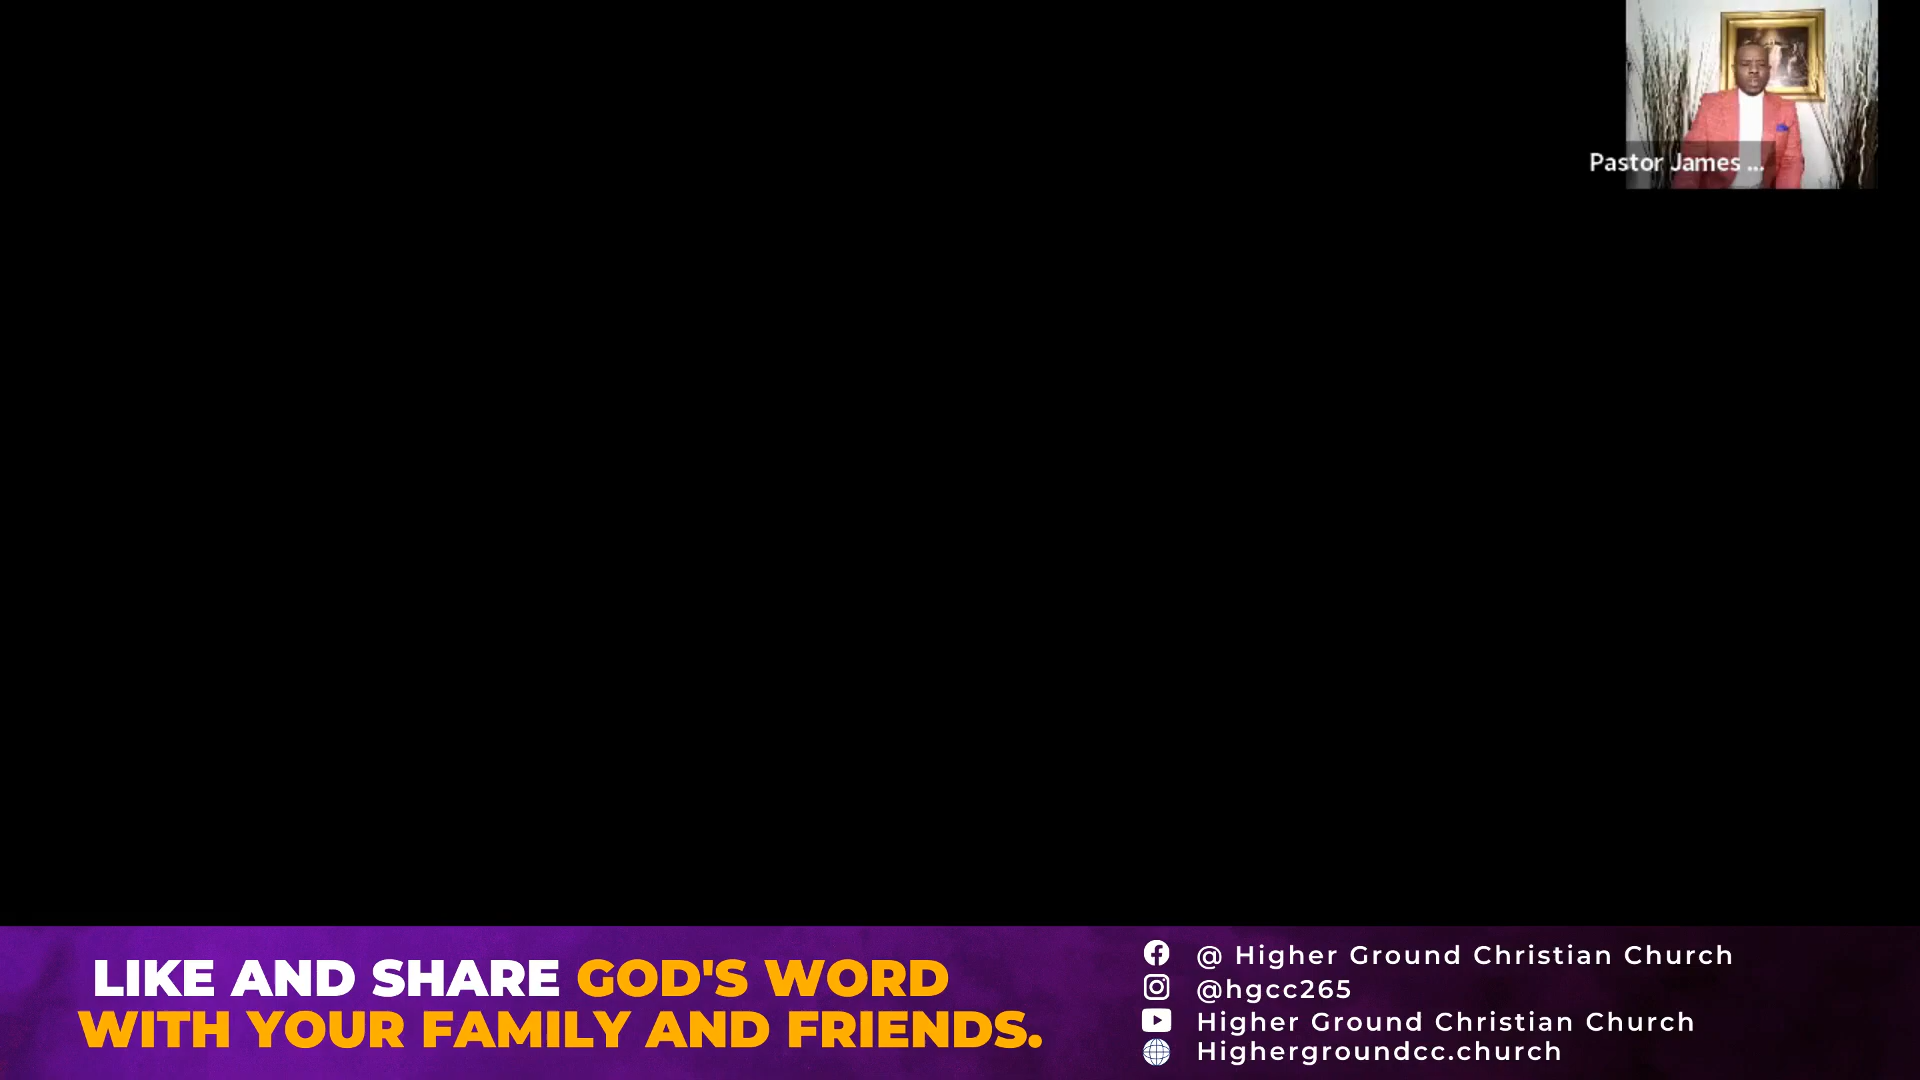 Pastor James ...
LIKE AND SHARE GOD'S WORD
WITH YOUR FAMILY AND FRIENDS.
@ Higher Ground Christian Church
@hgcc265
Higher Ground Christian Church
Highergroundcc.church